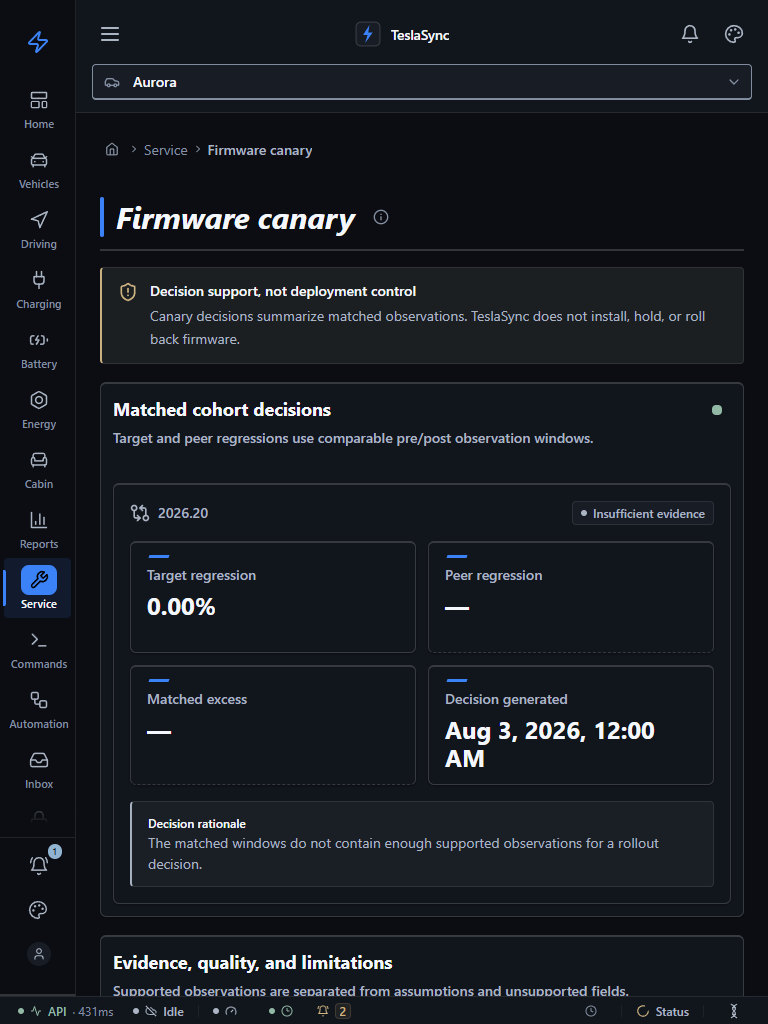 TeslaSync
Aurora
Home
Vehicles
Driving
Charging
Battery
Energy
Cabin
Reports
Service
Commands
Automation
Inbox
1
Service
Firmware canary
Firmware canary
Decision support, not deployment control
Canary decisions summarize matched observations. TeslaSync does not install, hold, or roll
back firmware.
Matched cohort decisions
Target and peer regressions use comparable pre/post observation windows.
2026.20
Insufficient evidence
Target regression
0.00%
Peer regression
—
Matched excess
—
Decision generated
Aug 3, 2026, 12:00
AM
Decision rationale
The matched windows do not contain enough supported observations for a rollout
decision.
Evidence, quality, and limitations
Supported observations are separated from assumptions and unsupported fields.
API · 431ms
Idle
2
Status